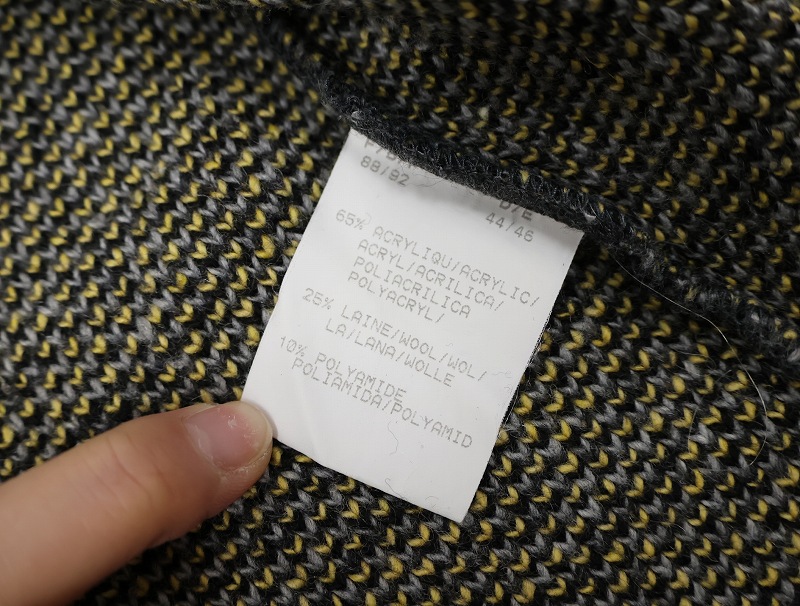 88/92
D/E
44/46
65% ACRYLIQU/ACRYLIC/
ACRYL/ACRILICA/
POLIACRILICA
POLYACRYL/
25% LAINE/WOOL/WOL/
LA/LANA/WOLLE
10% POLYAMIDE
POLIAMIDA/POLYAMID